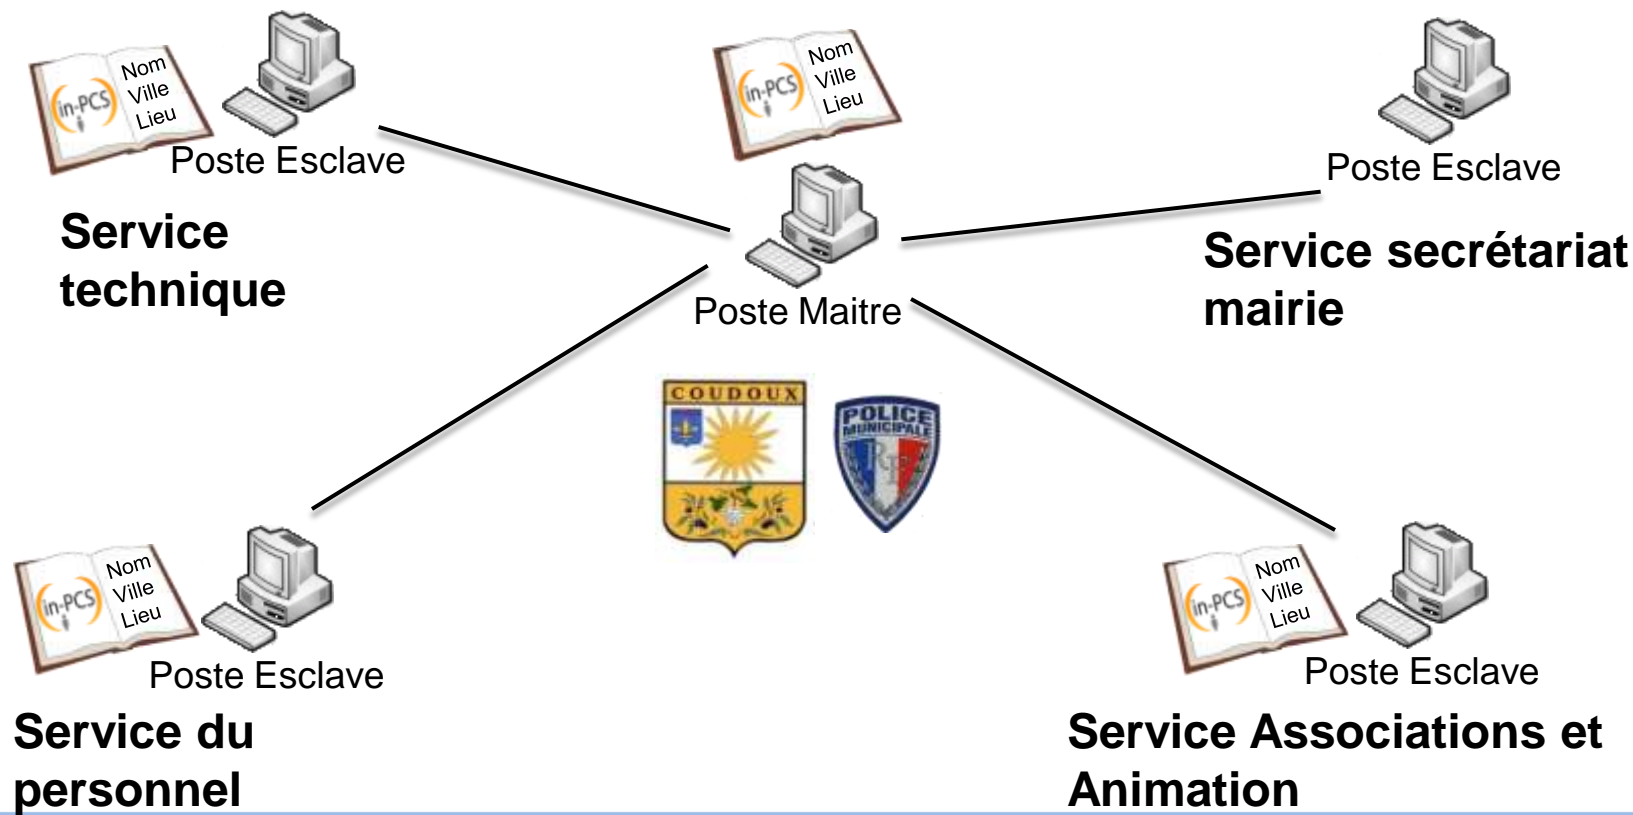 in-PCS
Nom
Ville
Lieu
Poste Esclave
Service
technique
in-PCS
Nom
Ville
Lieu
Poste Maitre
Poste Esclave
Service secrétariat
mairie
COUDOUX
POLICE
MUNICIPALE
RF
in-PCS
Nom
Ville
Lieu
Poste Esclave
Service du
personnel
in-PCS
Nom
Ville
Lieu
Poste Esclave
Service Associations et
Animation